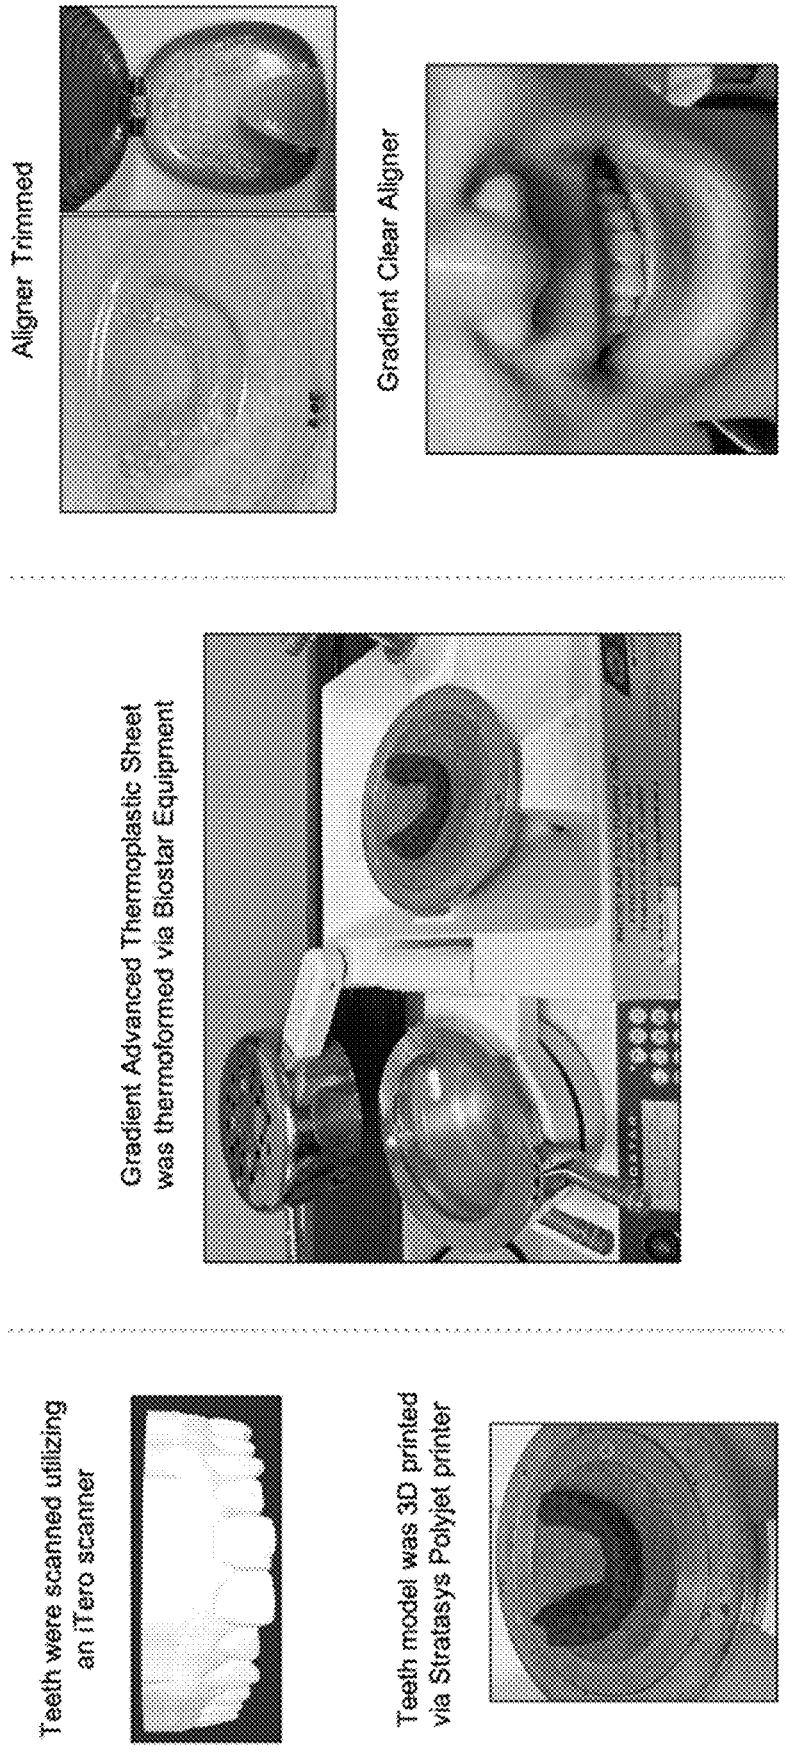 Teeth were scanned utilizing
an iTero scanner
Teeth model was 3D printed
via Stratasys Polyjet printer
Gradient Advanced Thermoplastic Sheet
was thermoformed via Biostar Equipment
Aligner Trimmed
Gradient Clear Aligner